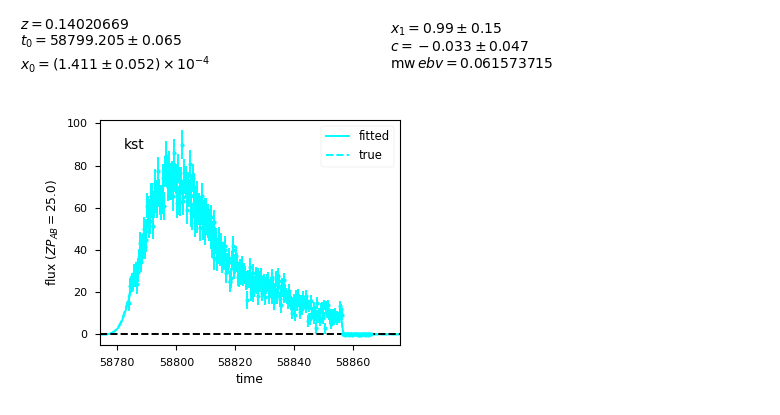 z = 0.14020669
t₀ = 58799.205 ± 0.065
x₀ = (1.411 ± 0.052) × 10⁻⁴
x₁ = 0.99 ± 0.15
c = −0.033 ± 0.047
mw ebv = 0.061573715
kst
fitted
true
100
80
60
40
20
0
flux (ZP_AB = 25.0)
58780 58800 58820 58840 58860
time